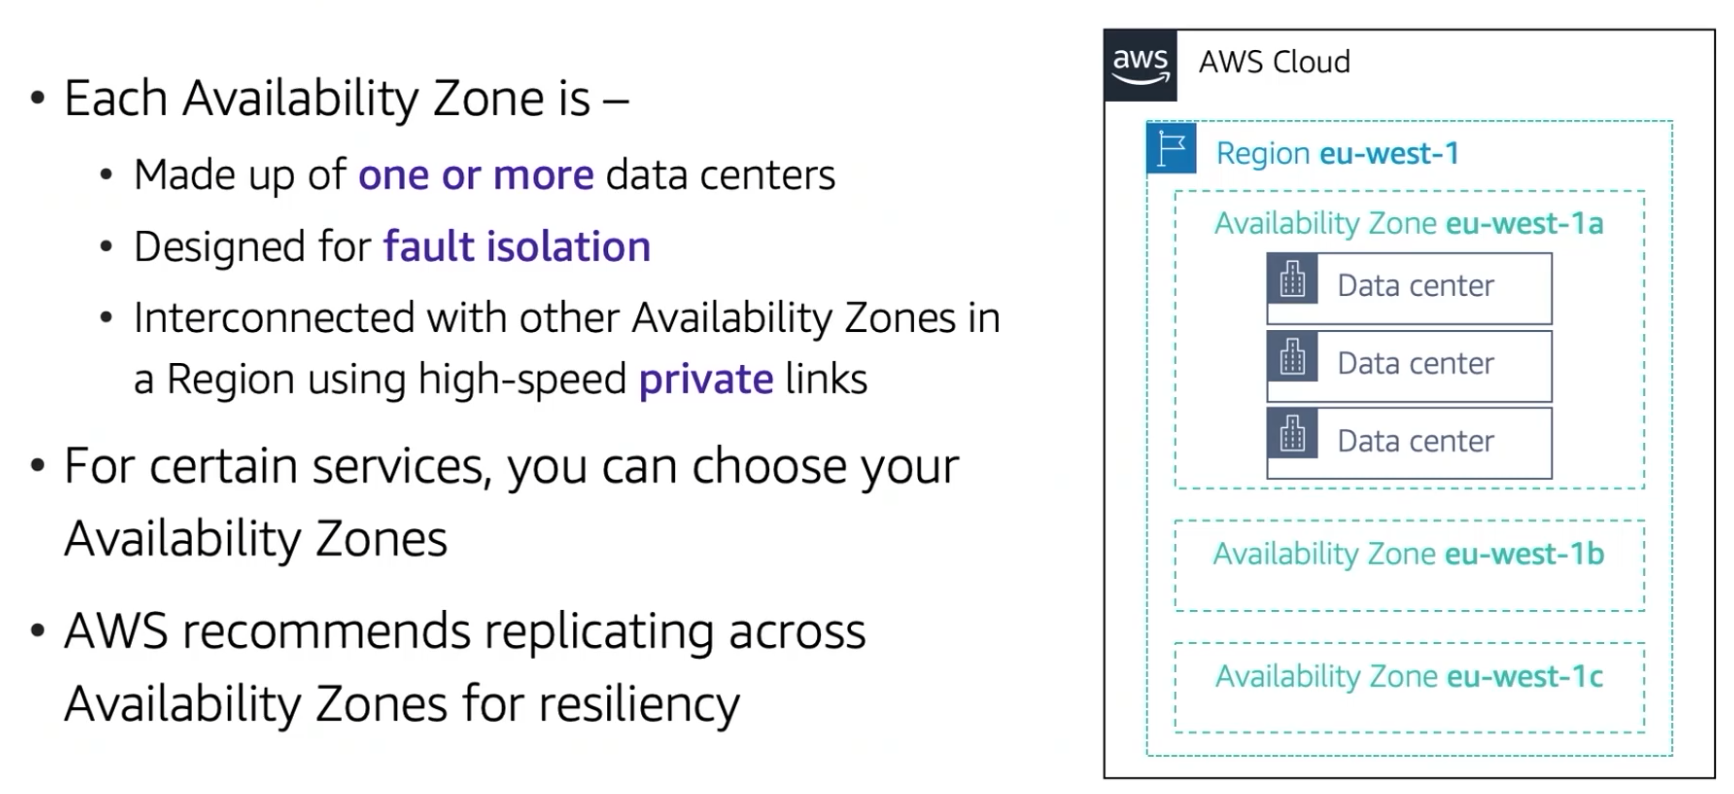 • Each Availability Zone is –
• Made up of one or more data centers
• Designed for fault isolation
• Interconnected with other Availability Zones in
a Region using high-speed private links
• For certain services, you can choose your
Availability Zones
• AWS recommends replicating across
Availability Zones for resiliency
aws
AWS Cloud
Region eu-west-1
Availability Zone eu-west-1a
Data center
Data center
Data center
Availability Zone eu-west-1b
Availability Zone eu-west-1c